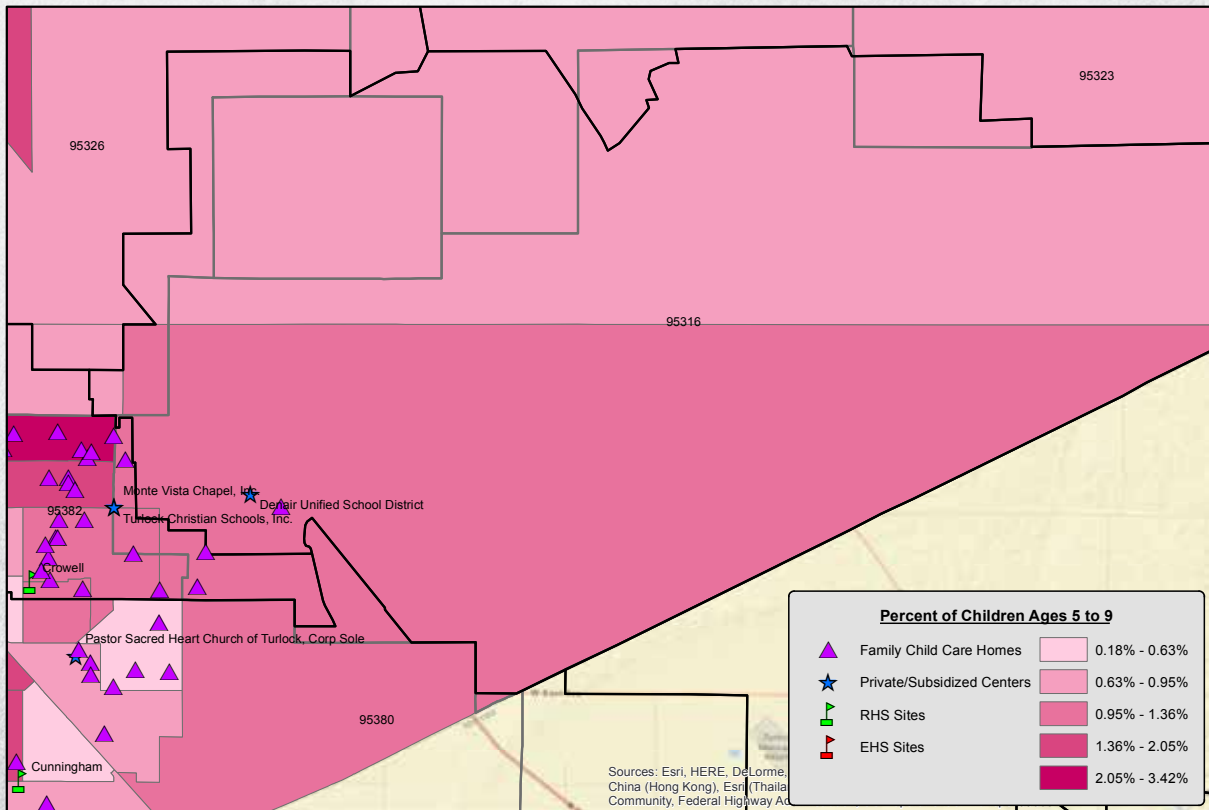 95323
95326
95316
Monte Vista Chapel, Inc.
Denair Unified School District
95382
Turlock Christian Schools, Inc.
Crowell
Pastor Sacred Heart Church of Turlock, Corp Sole
95380
Cunningham
Percent of Children Ages 5 to 9
Family Child Care Homes
0.18% - 0.63%
Private/Subsidized Centers
0.63% - 0.95%
RHS Sites
0.95% - 1.36%
EHS Sites
1.36% - 2.05%
2.05% - 3.42%
Sources: Esri, HERE, DeLorme,
China (Hong Kong), Esri (Thaila
Community, Federal Highway Ad